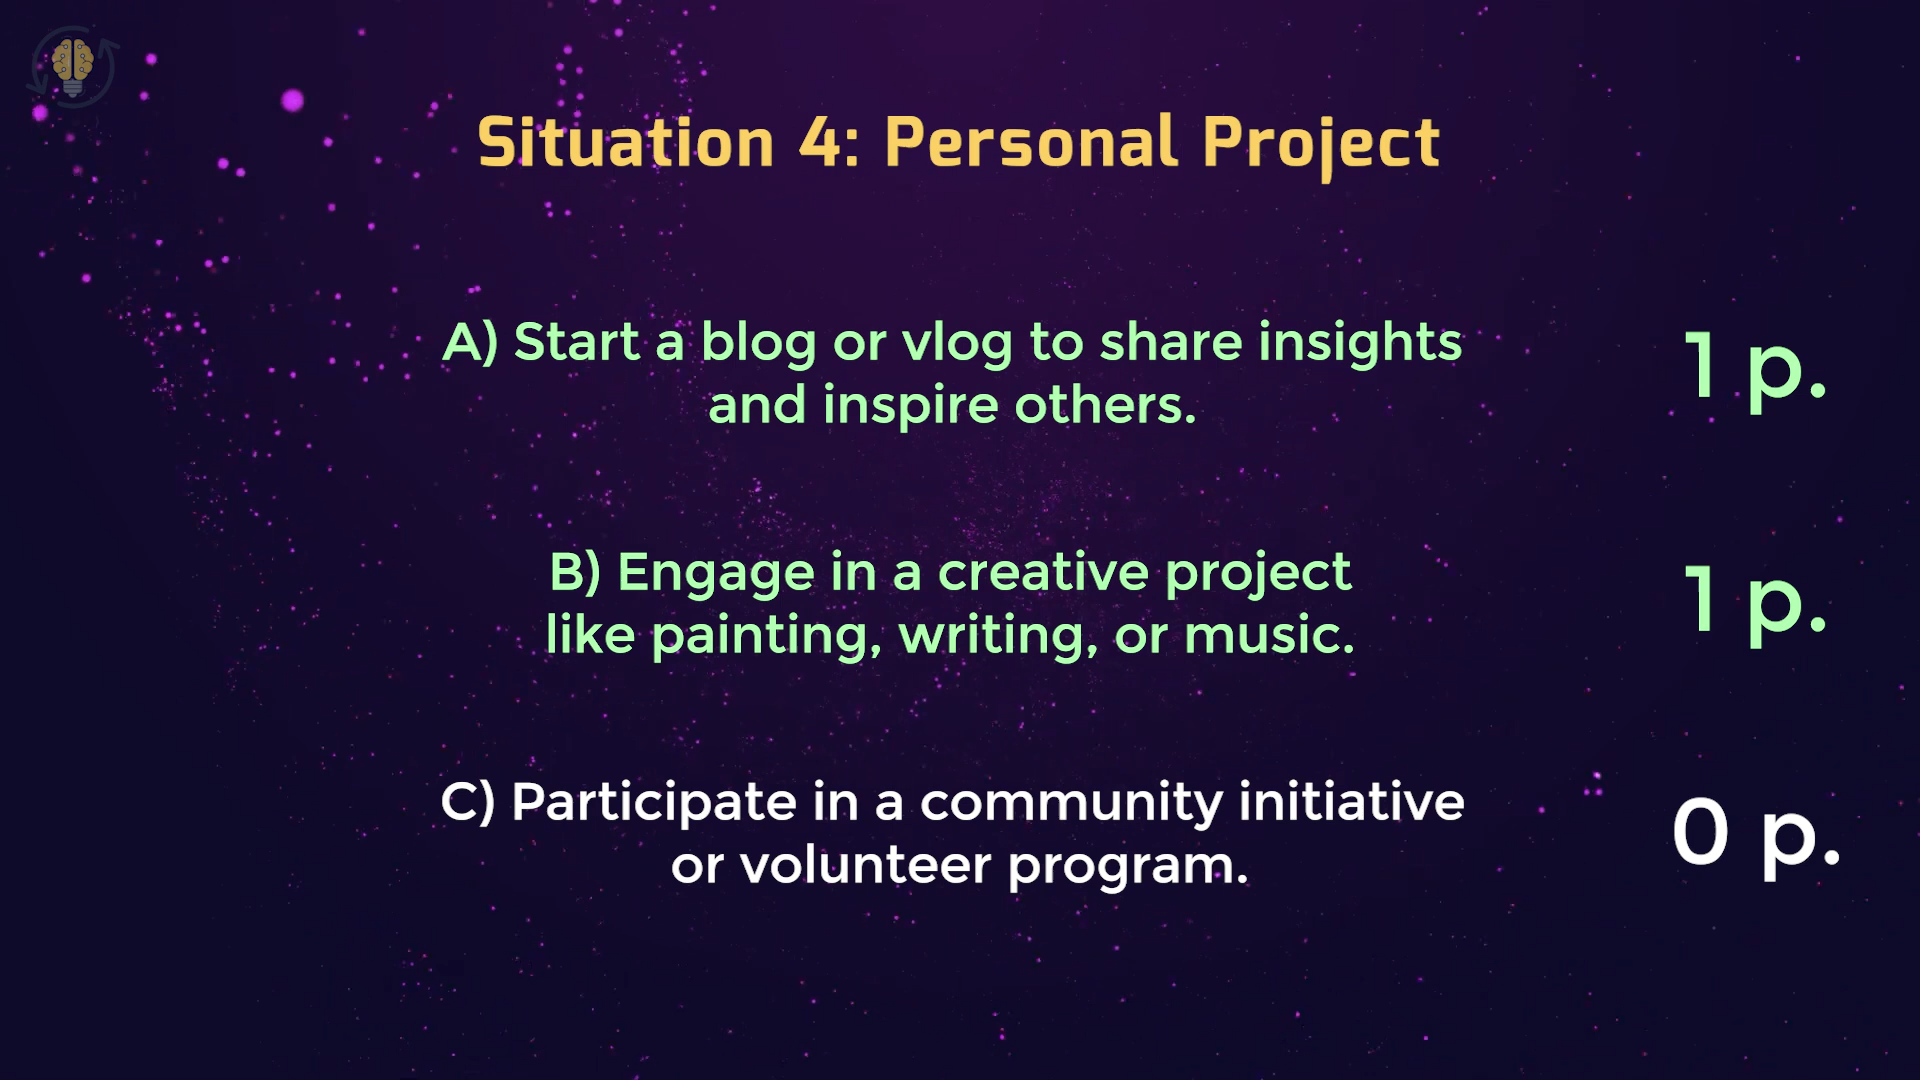 Situation 4: Personal Project
A) Start a blog or vlog to share insights
and inspire others.
1 p.
B) Engage in a creative project
like painting, writing, or music.
1 p.
C) Participate in a community initiative
or volunteer program.
0 p.